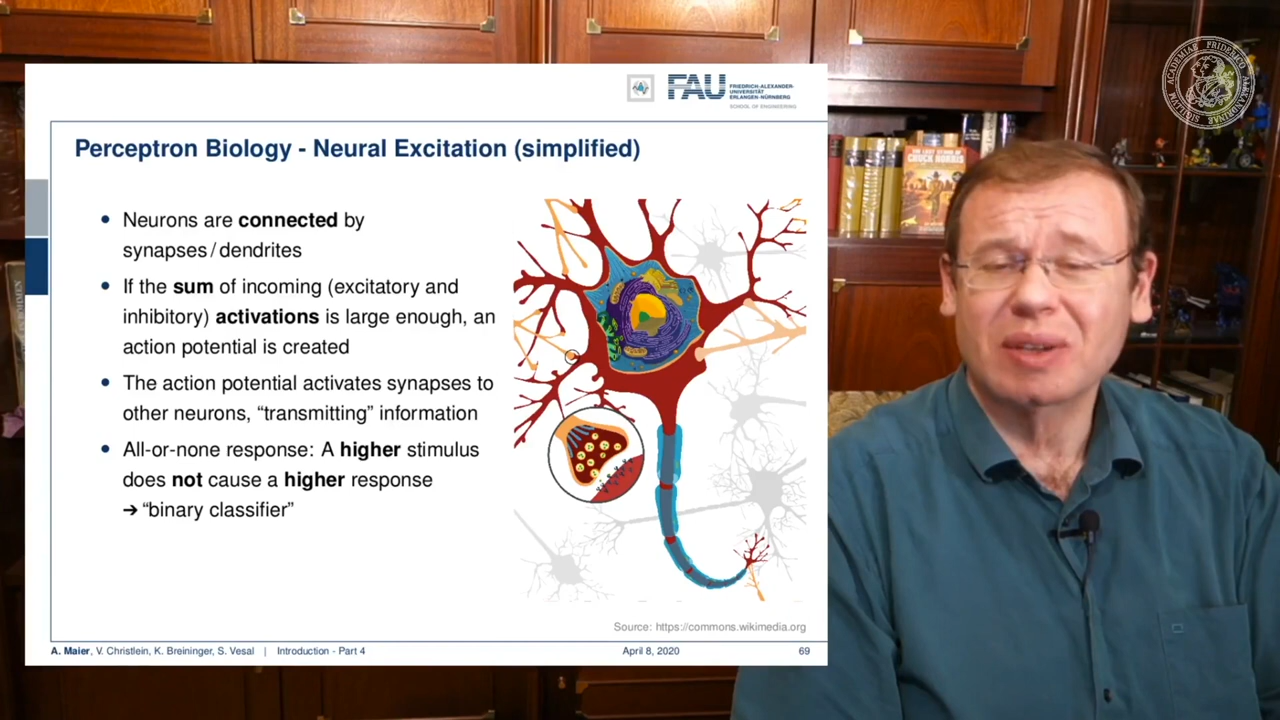 FAU FRIEDRICH-ALEXANDER-
UNIVERSITÄT
ERLANGEN-NÜRNBERG
SCHOOL OF ENGINEERING
Perceptron Biology - Neural Excitation (simplified)
• Neurons are connected by
synapses / dendrites
• If the sum of incoming (excitatory and
inhibitory) activations is large enough, an
action potential is created
• The action potential activates synapses to
other neurons, “transmitting” information
• All-or-none response: A higher stimulus
does not cause a higher response
➔ “binary classifier”
Source: https://commons.wikimedia.org
A. Maier, V. Christlein, K. Breininger, S. Vesal | Introduction - Part 4 April 8, 2020 69
CHUCK NORRIS